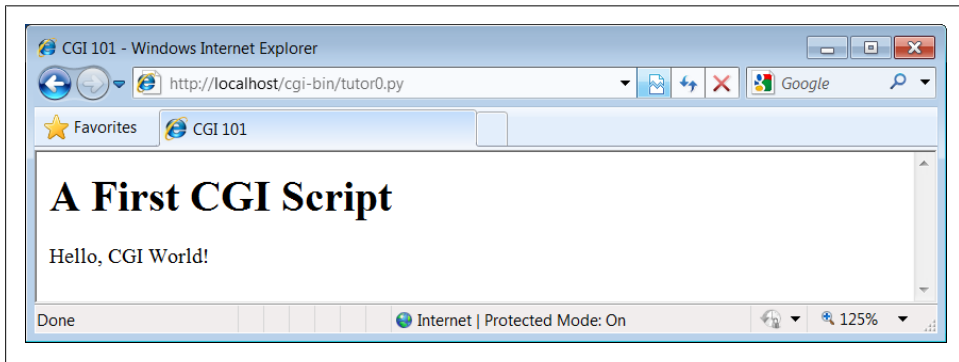 CGI 101 - Windows Internet Explorer
http://localhost/cgi-bin/tutor0.py
Google
Favorites
CGI 101
A First CGI Script
Hello, CGI World!
Done
Internet | Protected Mode: On
125%